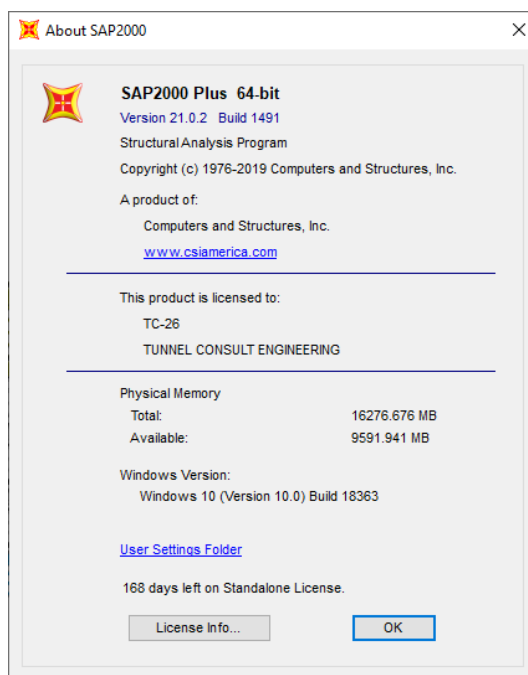 About SAP2000
SAP2000 Plus 64-bit
Version 21.0.2 Build 1491
Structural Analysis Program
Copyright (c) 1976-2019 Computers and Structures, Inc.
A product of:
Computers and Structures, Inc.
www.csiamerica.com
This product is licensed to:
TC-26
TUNNEL CONSULT ENGINEERING
Physical Memory
Total: 16276.676 MB
Available: 9591.941 MB
Windows Version:
Windows 10 (Version 10.0) Build 18363
User Settings Folder
168 days left on Standalone License.
License Info... OK